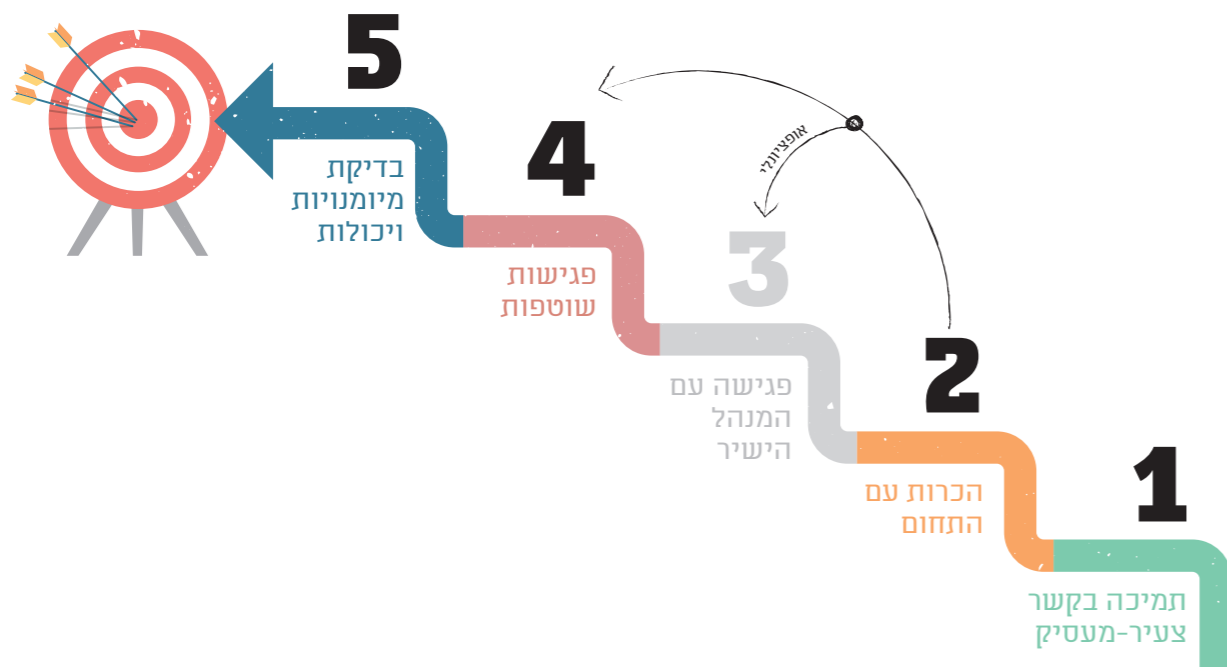 1
תמיכה בקשר
צעיר-מעסיק
2
הכרות עם
התחום
אופציונלי
3
פגישה עם
המנהל
הישיר
4
פגישות
שוטפות
5
בדיקת
מיומנויות
ויכולות